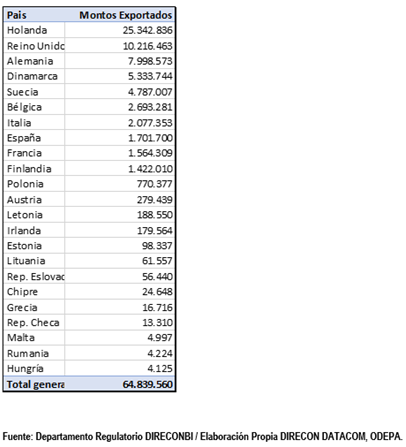 Pais Montos Exportados
Holanda 25.342.836
Reino Unido 10.216.463
Alemania 7.998.573
Dinamarca 5.333.744
Suecia 4.787.007
Bélgica 2.693.281
Italia 2.077.353
España 1.701.700
Francia 1.564.309
Finlandia 1.422.010
Polonia 770.377
Austria 279.439
Letonia 188.550
Irlanda 179.564
Estonia 98.337
Lituania 61.557
Rep. Eslovac 56.440
Chipre 24.648
Grecia 16.716
Rep. Checa 13.310
Malta 4.997
Rumania 4.224
Hungría 4.125
Total genera 64.839.560
Fuente: Departamento Regulatorio DIRECONBI / Elaboración Propia DIRECON DATACOM, ODEPA.